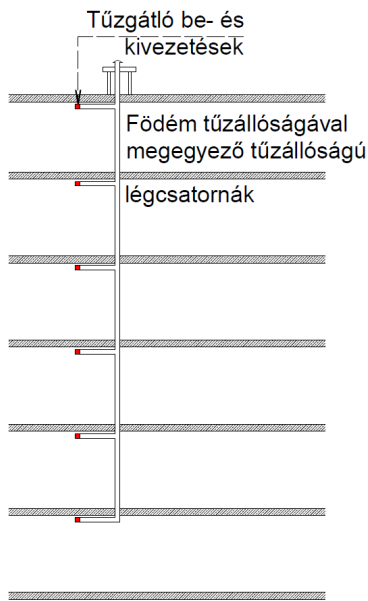 Tűzgátló be- és
kivezetések
Födém tűzállóságával
megegyező tűzállóságú
légcsatornák